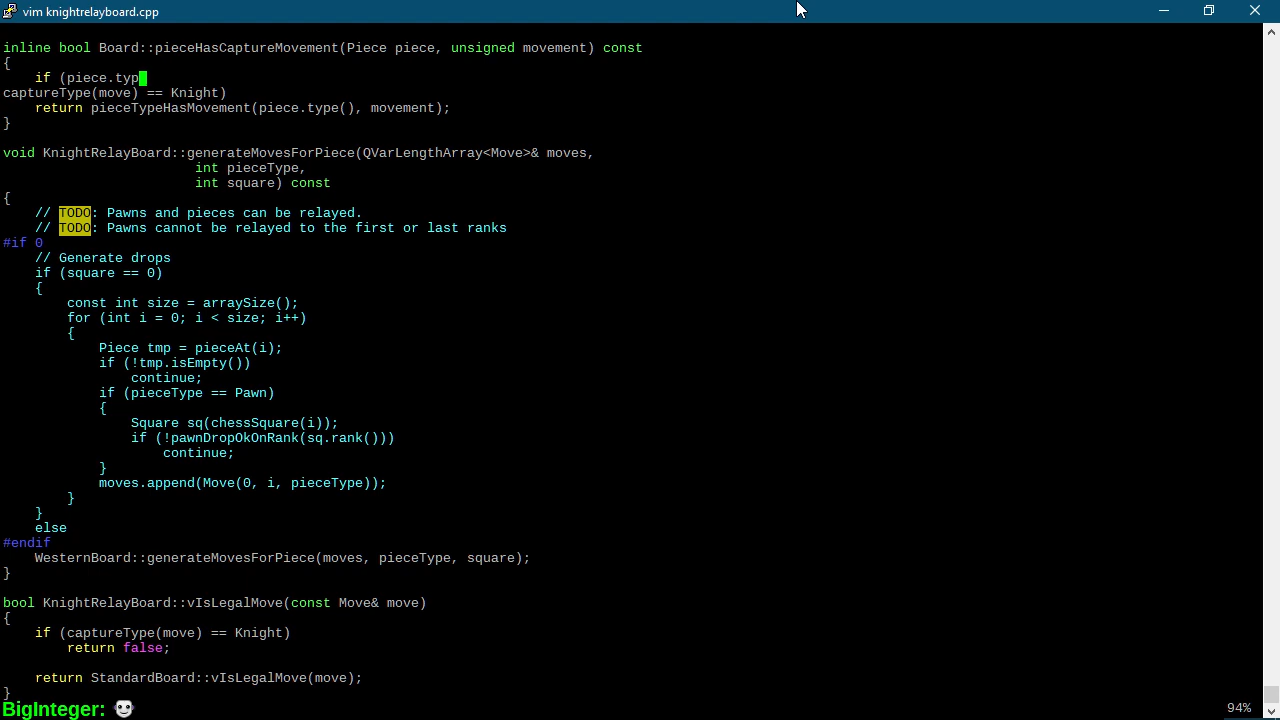 vim knightrelayboard.cpp
inline bool Board::pieceHasCaptureMovement(Piece piece, unsigned movement) const
{
    if (piece.typ
captureType(move) == Knight)
    return pieceTypeHasMovement(piece.type(), movement);
}
void KnightRelayBoard::generateMovesForPiece(QVarLengthArray<Move>& moves,
                        int pieceType,
                        int square) const
{
    // TODO: Pawns and pieces can be relayed.
    // TODO: Pawns cannot be relayed to the first or last ranks
#if 0
    // Generate drops
    if (square == 0)
    {
        const int size = arraySize();
        for (int i = 0; i < size; i++)
        {
            Piece tmp = pieceAt(i);
            if (!tmp.isEmpty())
                continue;
            if (pieceType == Pawn)
            {
                Square sq(chessSquare(i));
                if (!pawnDropOkOnRank(sq.rank()))
                    continue;
            }
            moves.append(Move(0, i, pieceType));
        }
    }
    else
#endif
    WesternBoard::generateMovesForPiece(moves, pieceType, square);
}
bool KnightRelayBoard::vIsLegalMove(const Move& move)
{
    if (captureType(move) == Knight)
        return false;
    return StandardBoard::vIsLegalMove(move);
}
BigInteger:
94%